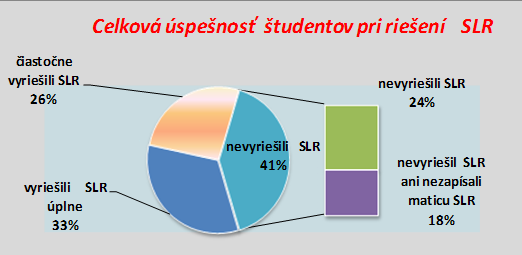 Celková úspešnosť študentov pri riešení SLR
čiastočne
vyriešili SLR
26%
nevyriešili SLR
24%
nevyriešili SLR
41%
nevyriešil SLR
ani nezapísali
maticu SLR
18%
vyriešili SLR
úplne
33%